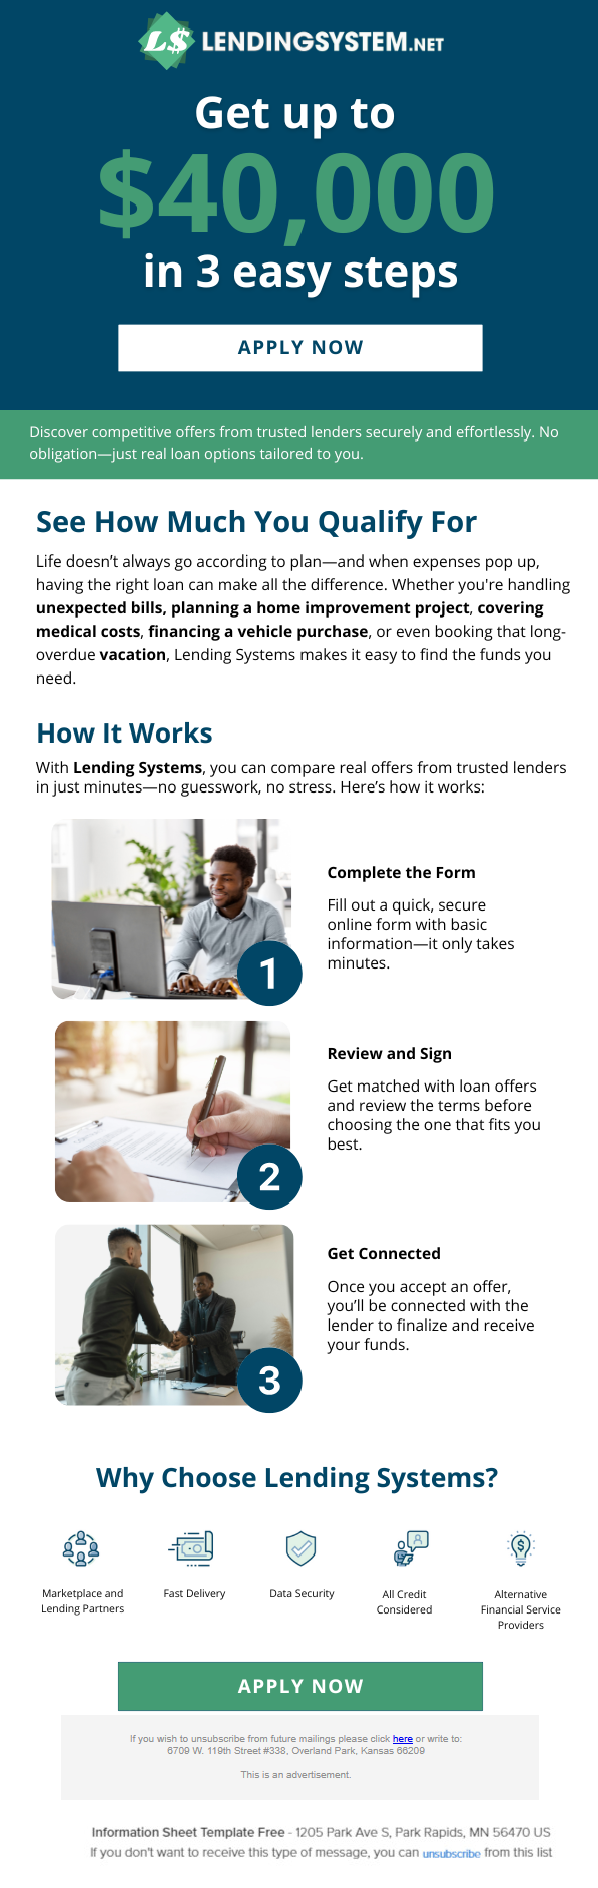 LS LENDINGSYSTEM.NET
Get up to
$40,000
in 3 easy steps
APPLY NOW
Discover competitive offers from trusted lenders securely and effortlessly. No
obligation—just real loan options tailored to you.
See How Much You Qualify For
Life doesn’t always go according to plan—and when expenses pop up,
having the right loan can make all the difference. Whether you're handling
unexpected bills, planning a home improvement project, covering
medical costs, financing a vehicle purchase, or even booking that long-
overdue vacation, Lending Systems makes it easy to find the funds you
need.
How It Works
With Lending Systems, you can compare real offers from trusted lenders
in just minutes—no guesswork, no stress. Here’s how it works:
1
Complete the Form
Fill out a quick, secure
online form with basic
information—it only takes
minutes.
2
Review and Sign
Get matched with loan offers
and review the terms before
choosing the one that fits you
best.
3
Get Connected
Once you accept an offer,
you’ll be connected with the
lender to finalize and receive
your funds.
Why Choose Lending Systems?
Marketplace and
Lending Partners
Fast Delivery
Data Security
All Credit
Considered
Alternative
Financial Service
Providers
APPLY NOW
If you wish to unsubscribe from future mailings please click here or write to:
6709 W. 119th Street #338, Overland Park, Kansas 66209
This is an advertisement.
Information Sheet Template Free - 1205 Park Ave S, Park Rapids, MN 56470 US
If you don't want to receive this type of message, you can unsubscribe from this list